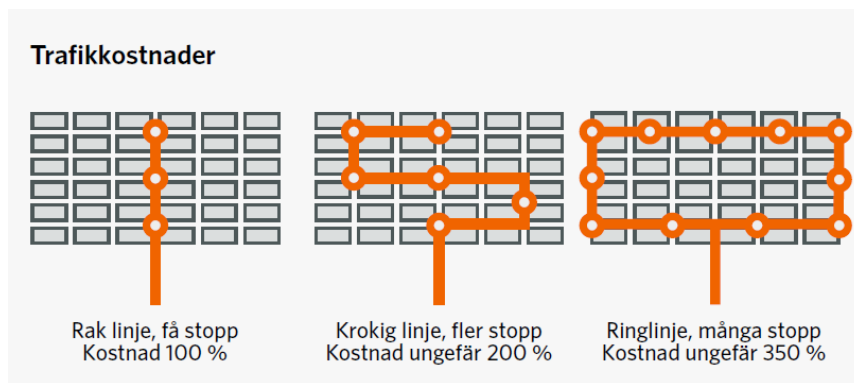 Trafikkostnader
Rak linje, få stopp
Kostnad 100 %
Krokig linje, fler stopp
Kostnad ungefär 200 %
Ringlinje, många stopp
Kostnad ungefär 350 %